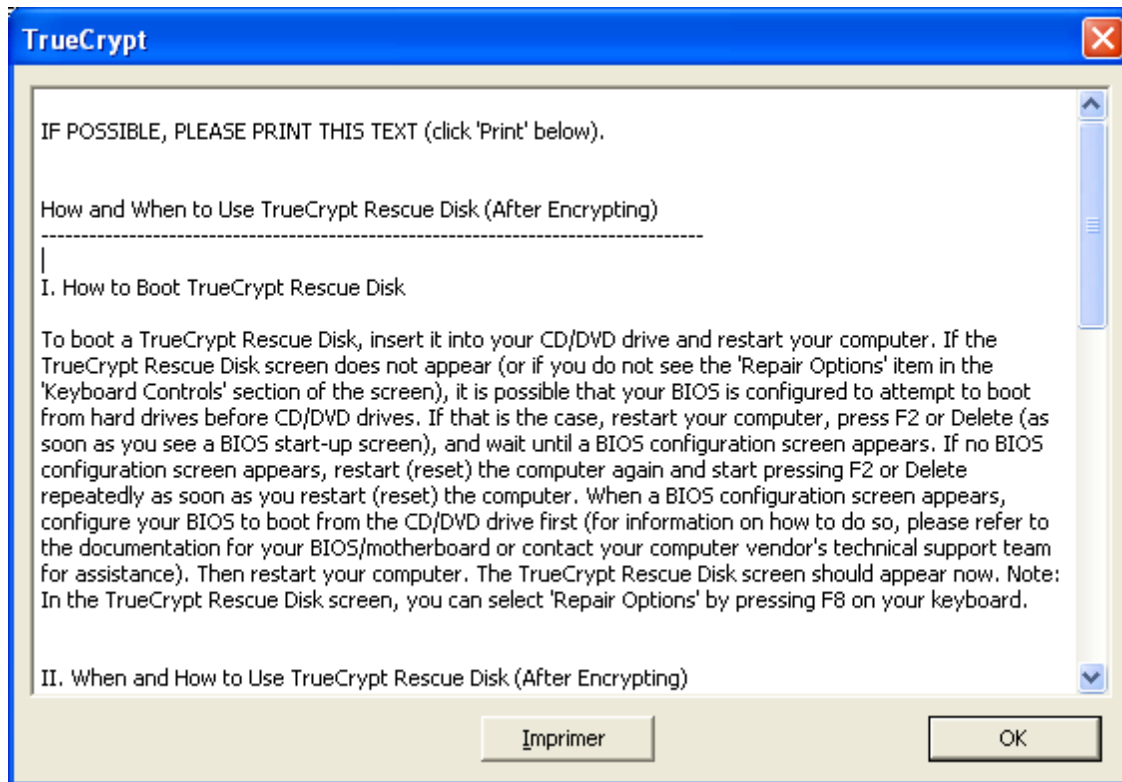 TrueCrypt
IF POSSIBLE, PLEASE PRINT THIS TEXT (click 'Print' below).
How and When to Use TrueCrypt Rescue Disk (After Encrypting)
-----------------------------------------------------------------------------------
I. How to Boot TrueCrypt Rescue Disk
To boot a TrueCrypt Rescue Disk, insert it into your CD/DVD drive and restart your computer. If the
TrueCrypt Rescue Disk screen does not appear (or if you do not see the 'Repair Options' item in the
'Keyboard Controls' section of the screen), it is possible that your BIOS is configured to attempt to boot
from hard drives before CD/DVD drives. If that is the case, restart your computer, press F2 or Delete (as
soon as you see a BIOS start-up screen), and wait until a BIOS configuration screen appears. If no BIOS
configuration screen appears, restart (reset) the computer again and start pressing F2 or Delete
repeatedly as soon as you restart (reset) the computer. When a BIOS configuration screen appears,
configure your BIOS to boot from the CD/DVD drive first (for information on how to do so, please refer to
the documentation for your BIOS/motherboard or contact your computer vendor's technical support team
for assistance). Then restart your computer. The TrueCrypt Rescue Disk screen should appear now. Note:
In the TrueCrypt Rescue Disk screen, you can select 'Repair Options' by pressing F8 on your keyboard.
II. When and How to Use TrueCrypt Rescue Disk (After Encrypting)
Imprimer
OK